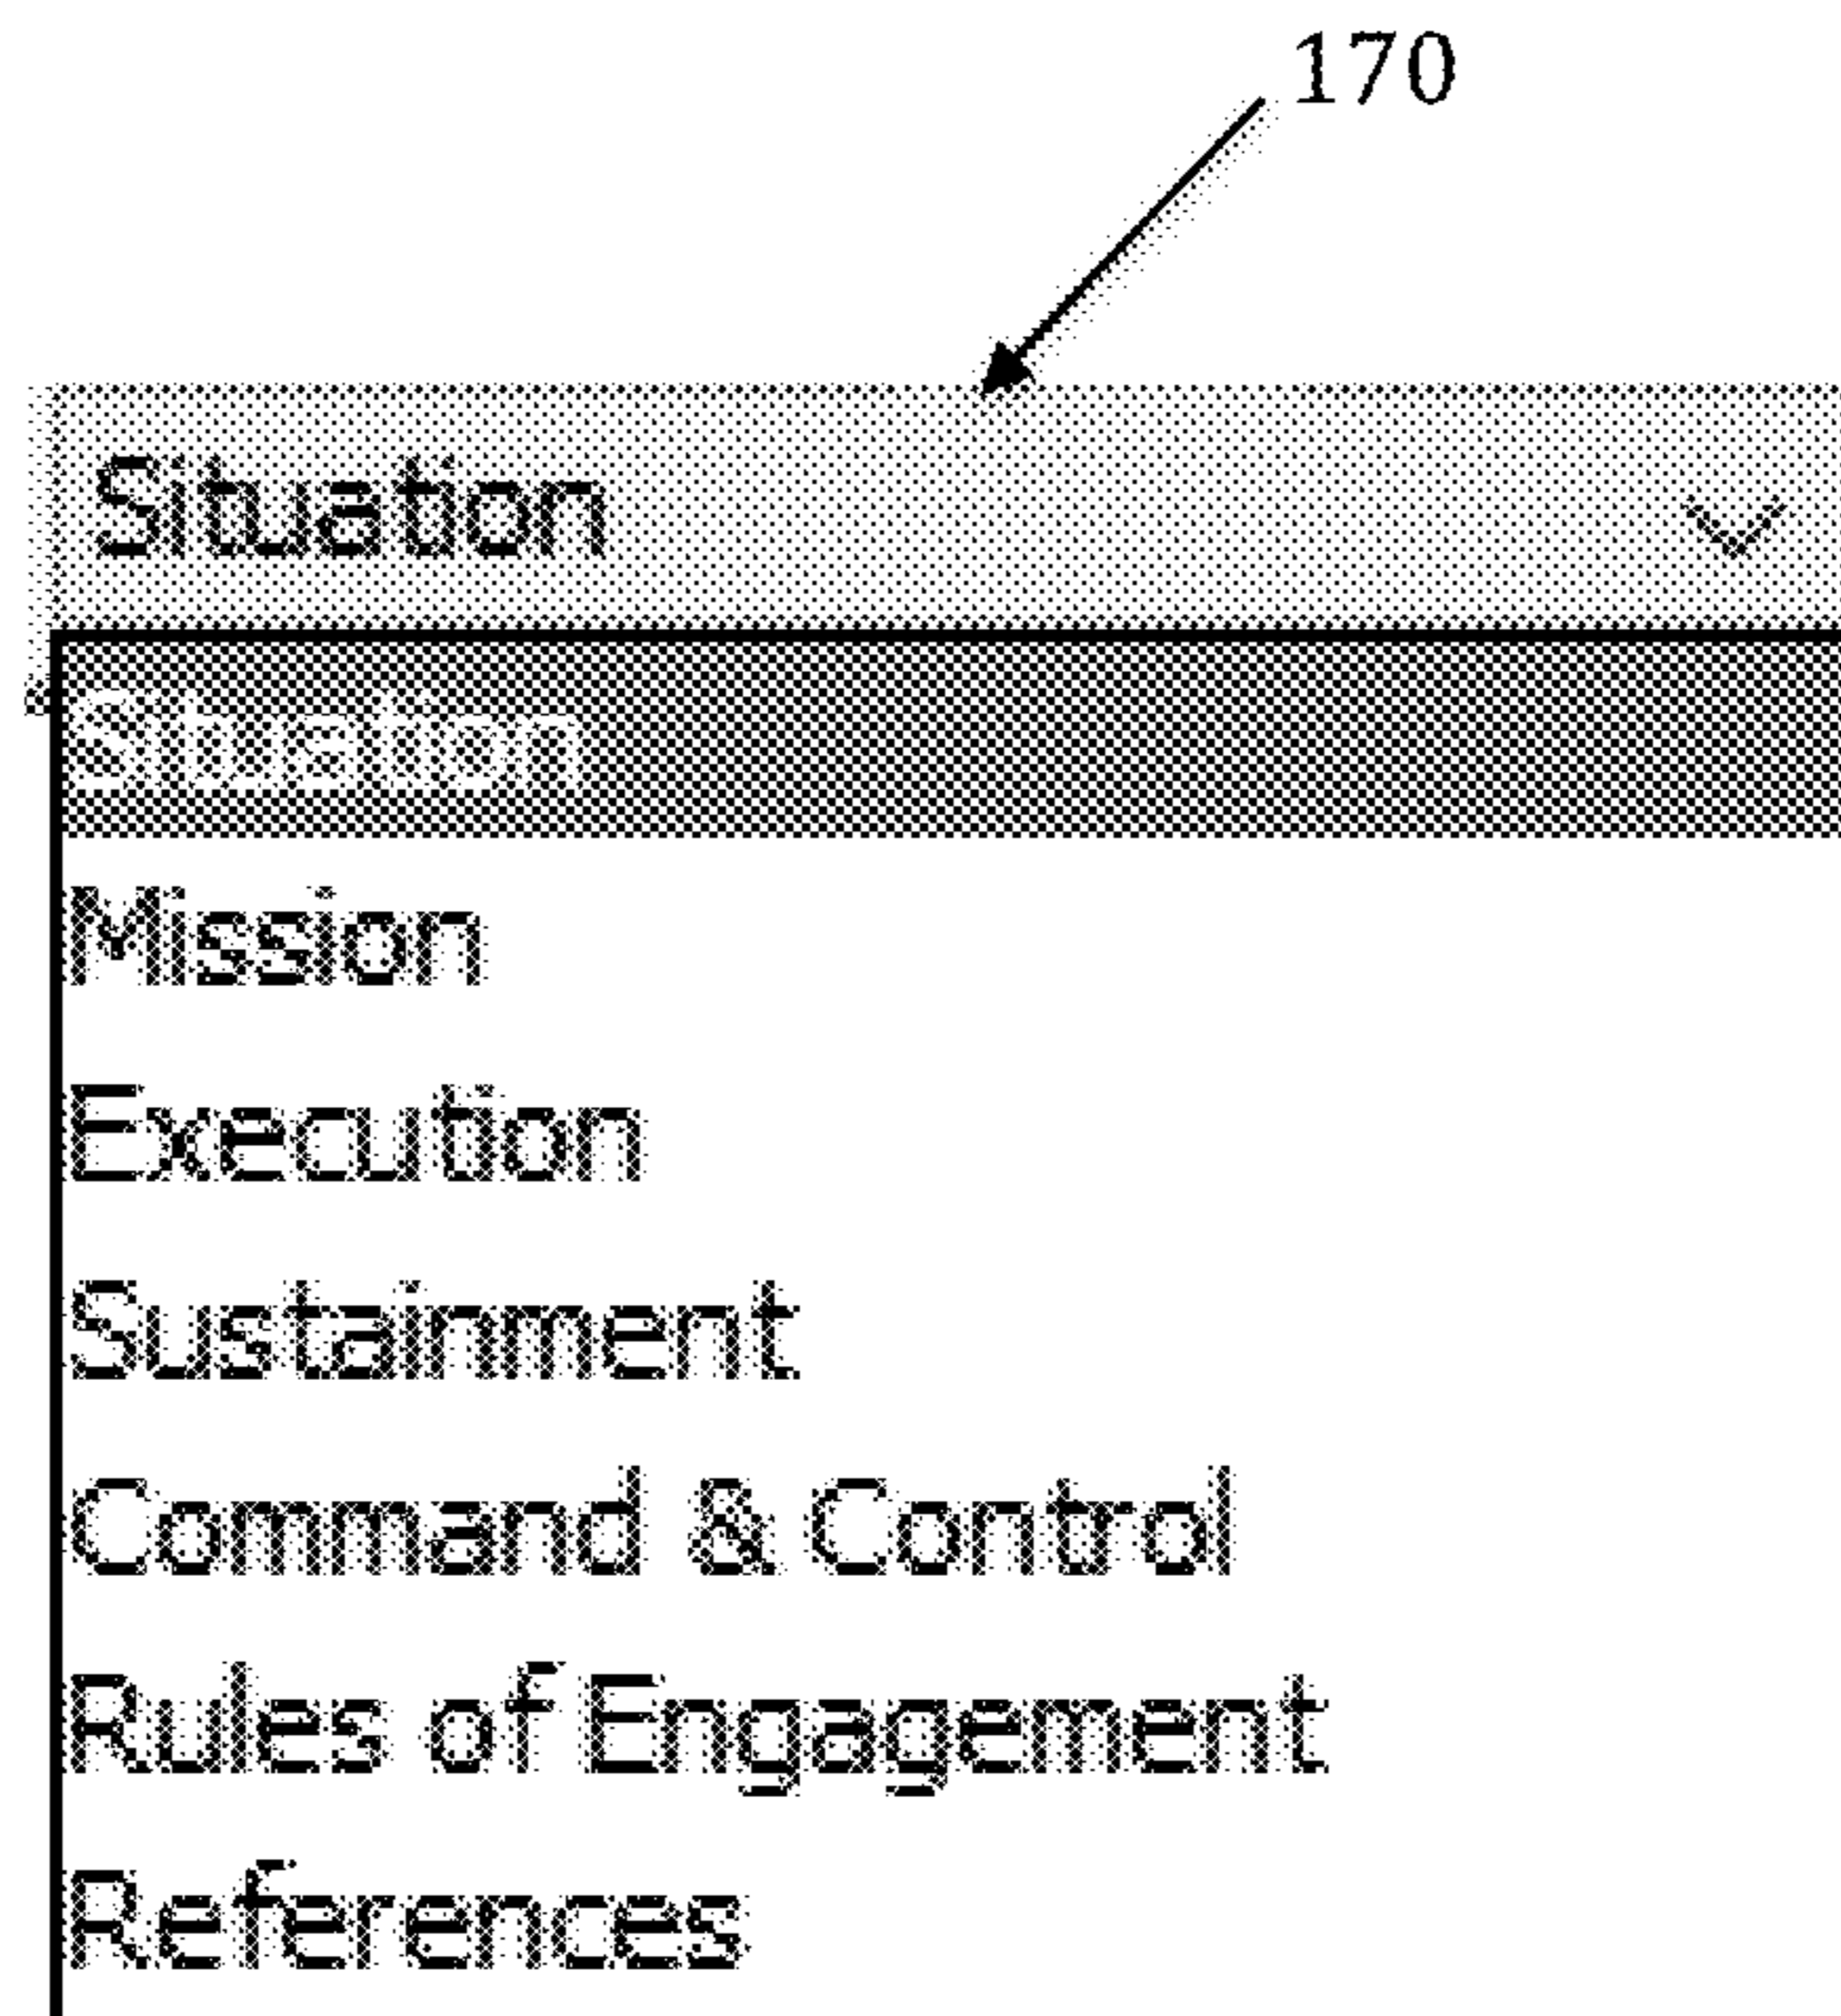 170
Situation
Situation
Mission
Execution
Sustainment
Command & Control
Rules of Engagement
References